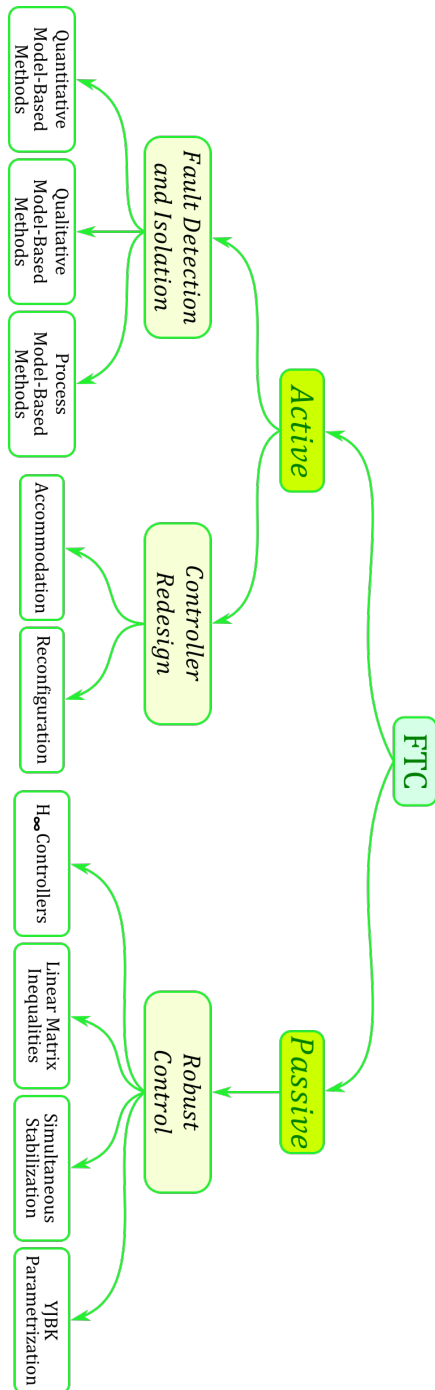 FTC
Active
Passive
Fault Detection
and Isolation
Controller
Redesign
Robust
Control
Quantitative
Model-Based
Methods
Qualitative
Model-Based
Methods
Process
Model-Based
Methods
Accommodation
Reconfiguration
H∞ Controllers
Linear Matrix
Inequalities
Simultaneous
Stabilization
YJBK
Parametrization